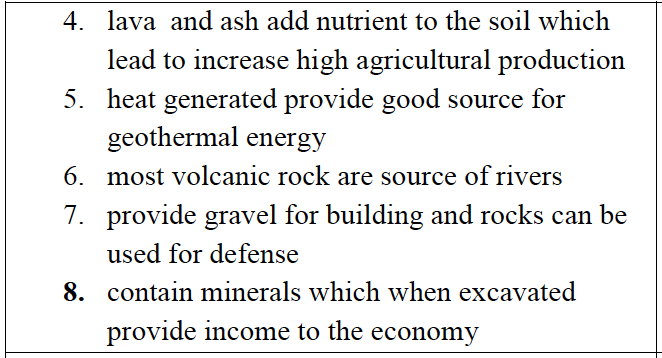 4. lava and ash add nutrient to the soil which
lead to increase high agricultural production
5. heat generated provide good source for
geothermal energy
6. most volcanic rock are source of rivers
7. provide gravel for building and rocks can be
used for defense
8. contain minerals which when excavated
provide income to the economy